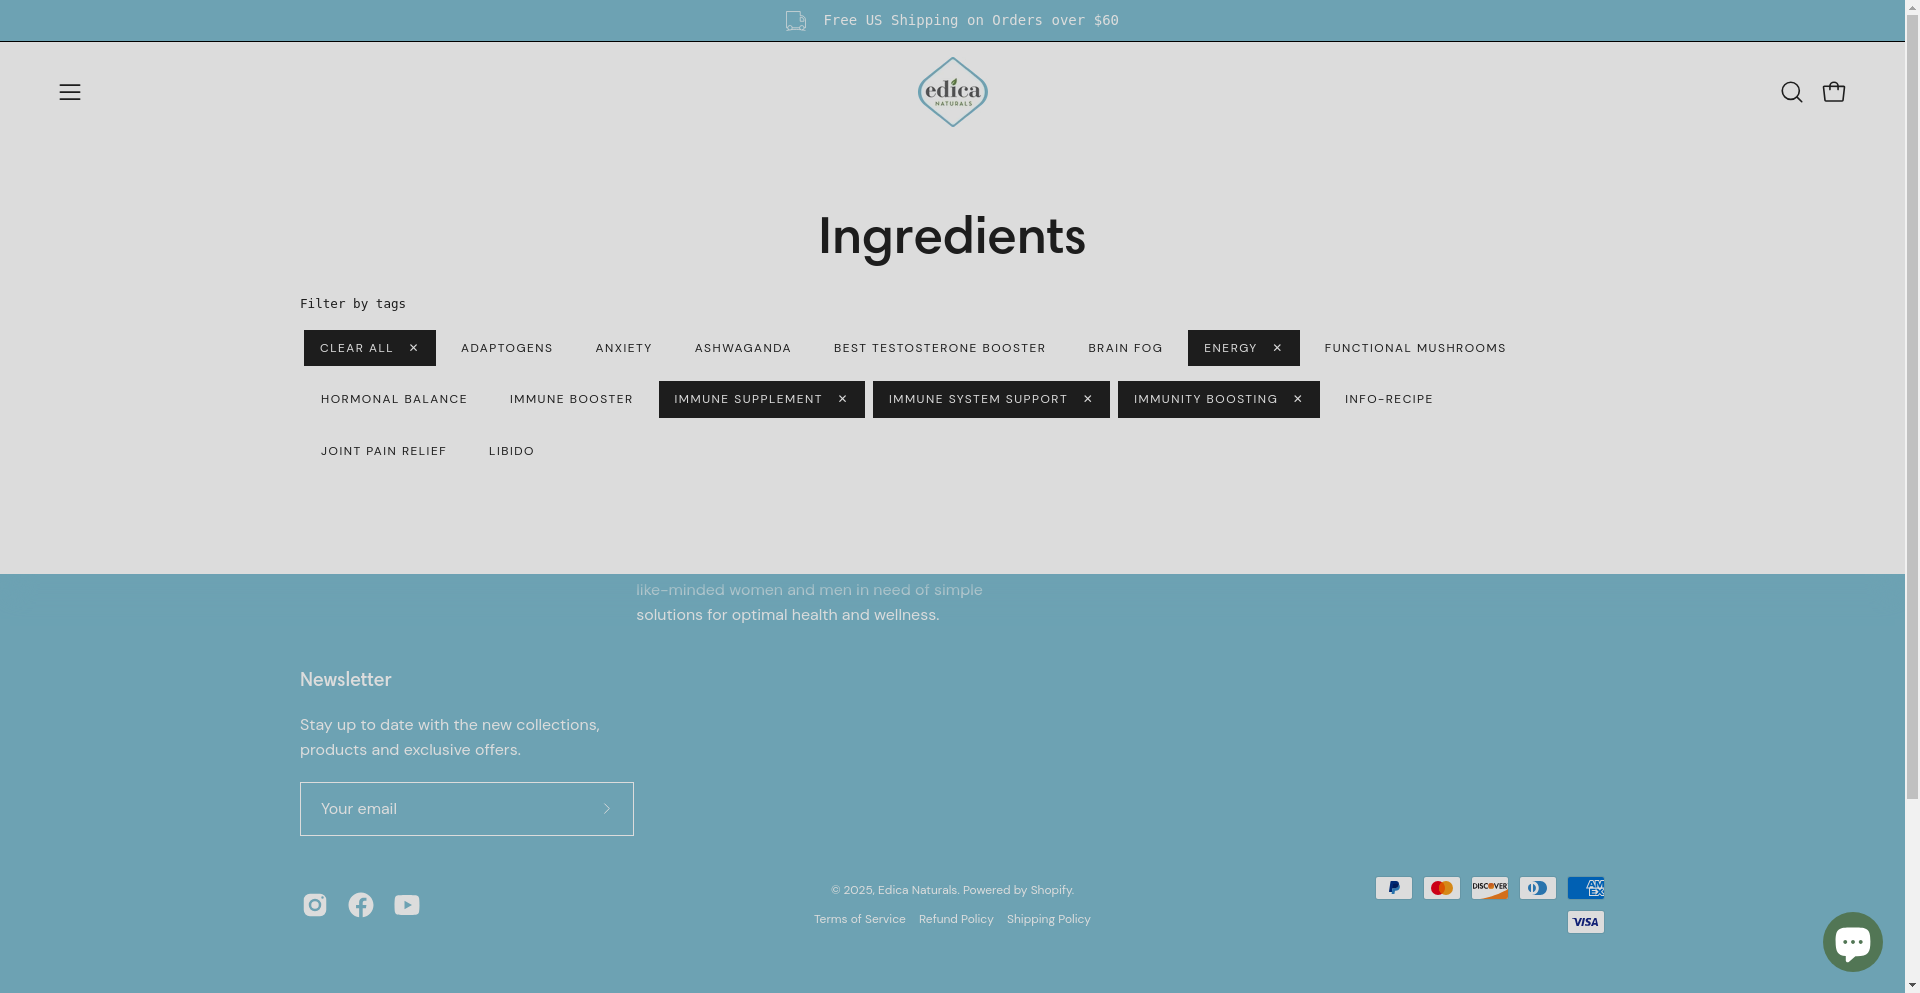 Free US Shipping on Orders over $60
edica
NATURALS
Ingredients
Filter by tags
CLEAR ALL ✕ ADAPTOGENS ANXIETY ASHWAGANDA BEST TESTOSTERONE BOOSTER BRAIN FOG ENERGY ✕ FUNCTIONAL MUSHROOMS
HORMONAL BALANCE IMMUNE BOOSTER IMMUNE SUPPLEMENT ✕ IMMUNE SYSTEM SUPPORT ✕ IMMUNITY BOOSTING ✕ INFO-RECIPE
JOINT PAIN RELIEF LIBIDO
like-minded women and men in need of simple
solutions for optimal health and wellness.
Newsletter
Stay up to date with the new collections,
products and exclusive offers.
Your email
© 2025, Edica Naturals. Powered by Shopify.
Terms of Service Refund Policy Shipping Policy
DISCOVER
AM
EX
VISA